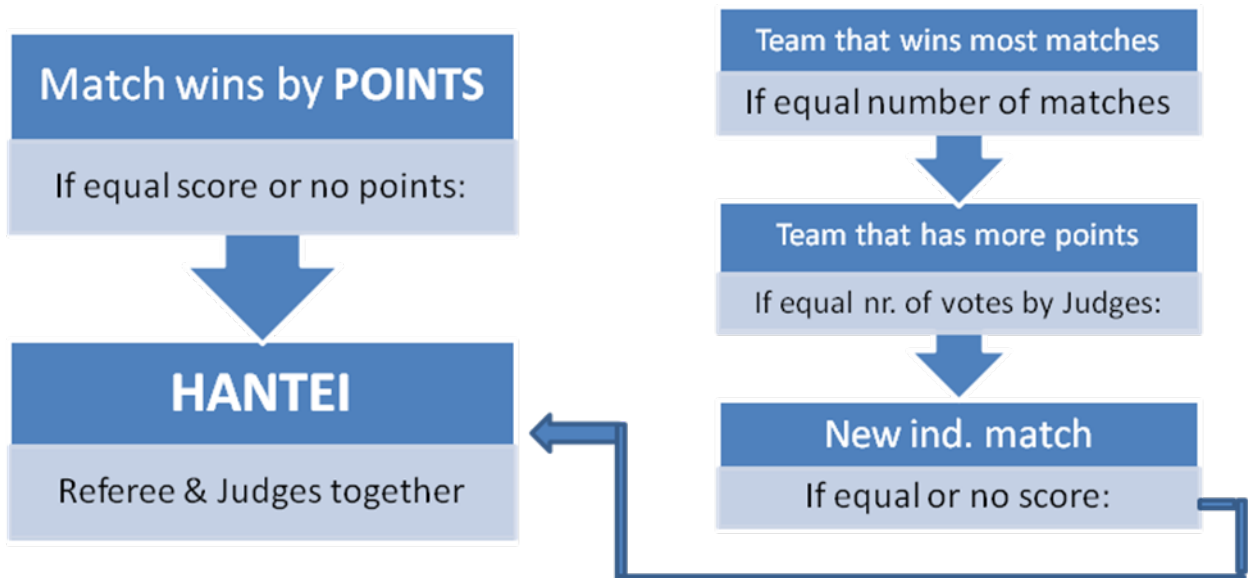 Match wins by POINTS
If equal score or no points:
HANTEI
Referee & Judges together
Team that wins most matches
If equal number of matches
Team that has more points
If equal nr. of votes by Judges:
New ind. match
If equal or no score: